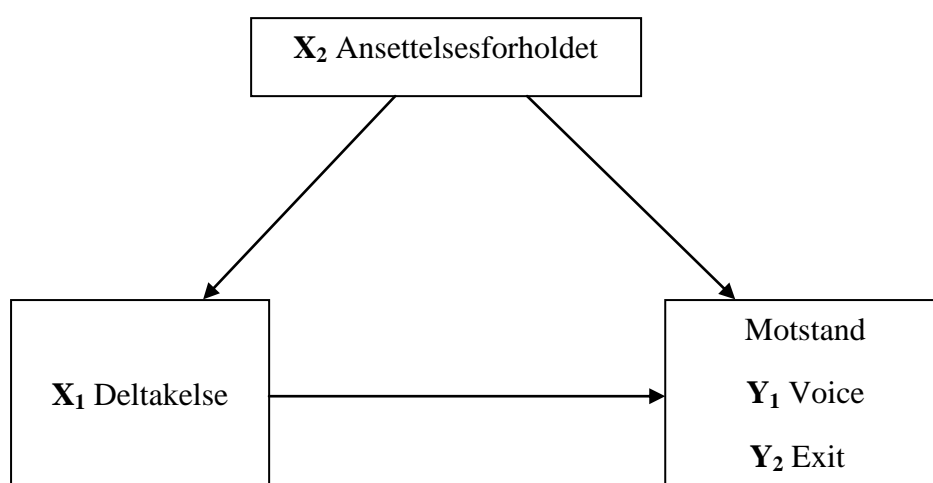 X₂ Ansettelsesforholdet
X₁ Deltakelse
Motstand
Y₁ Voice
Y₂ Exit